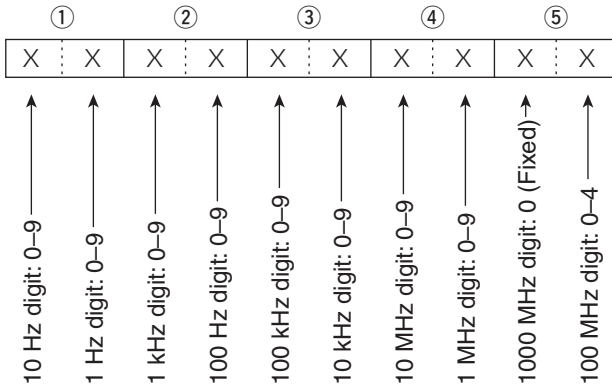 ① ② ③ ④ ⑤
X X X X X X X X X X
10 Hz digit: 0–9
1 Hz digit: 0–9
1 kHz digit: 0–9
100 Hz digit: 0–9
100 kHz digit: 0–9
10 kHz digit: 0–9
10 MHz digit: 0–9
1 MHz digit: 0–9
1000 MHz digit: 0 (Fixed)
100 MHz digit: 0–4